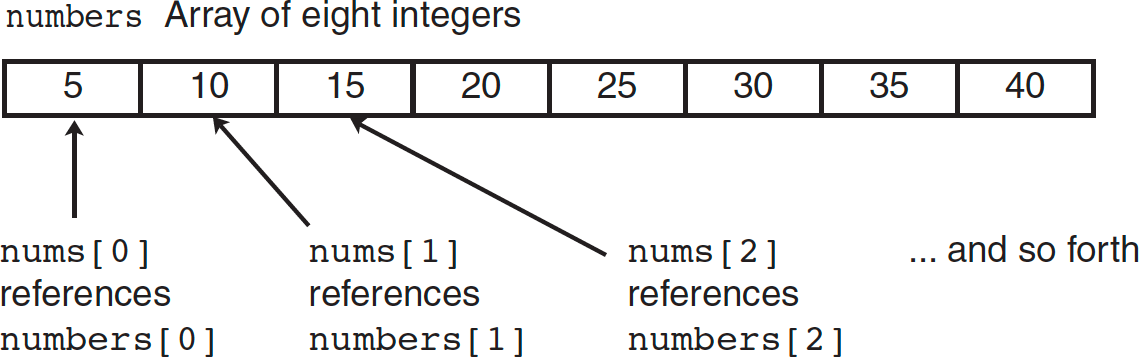 numbers Array of eight integers
5 10 15 20 25 30 35 40
nums[0] nums[1] nums[2] ... and so forth
references references references
numbers[0] numbers[1] numbers[2]